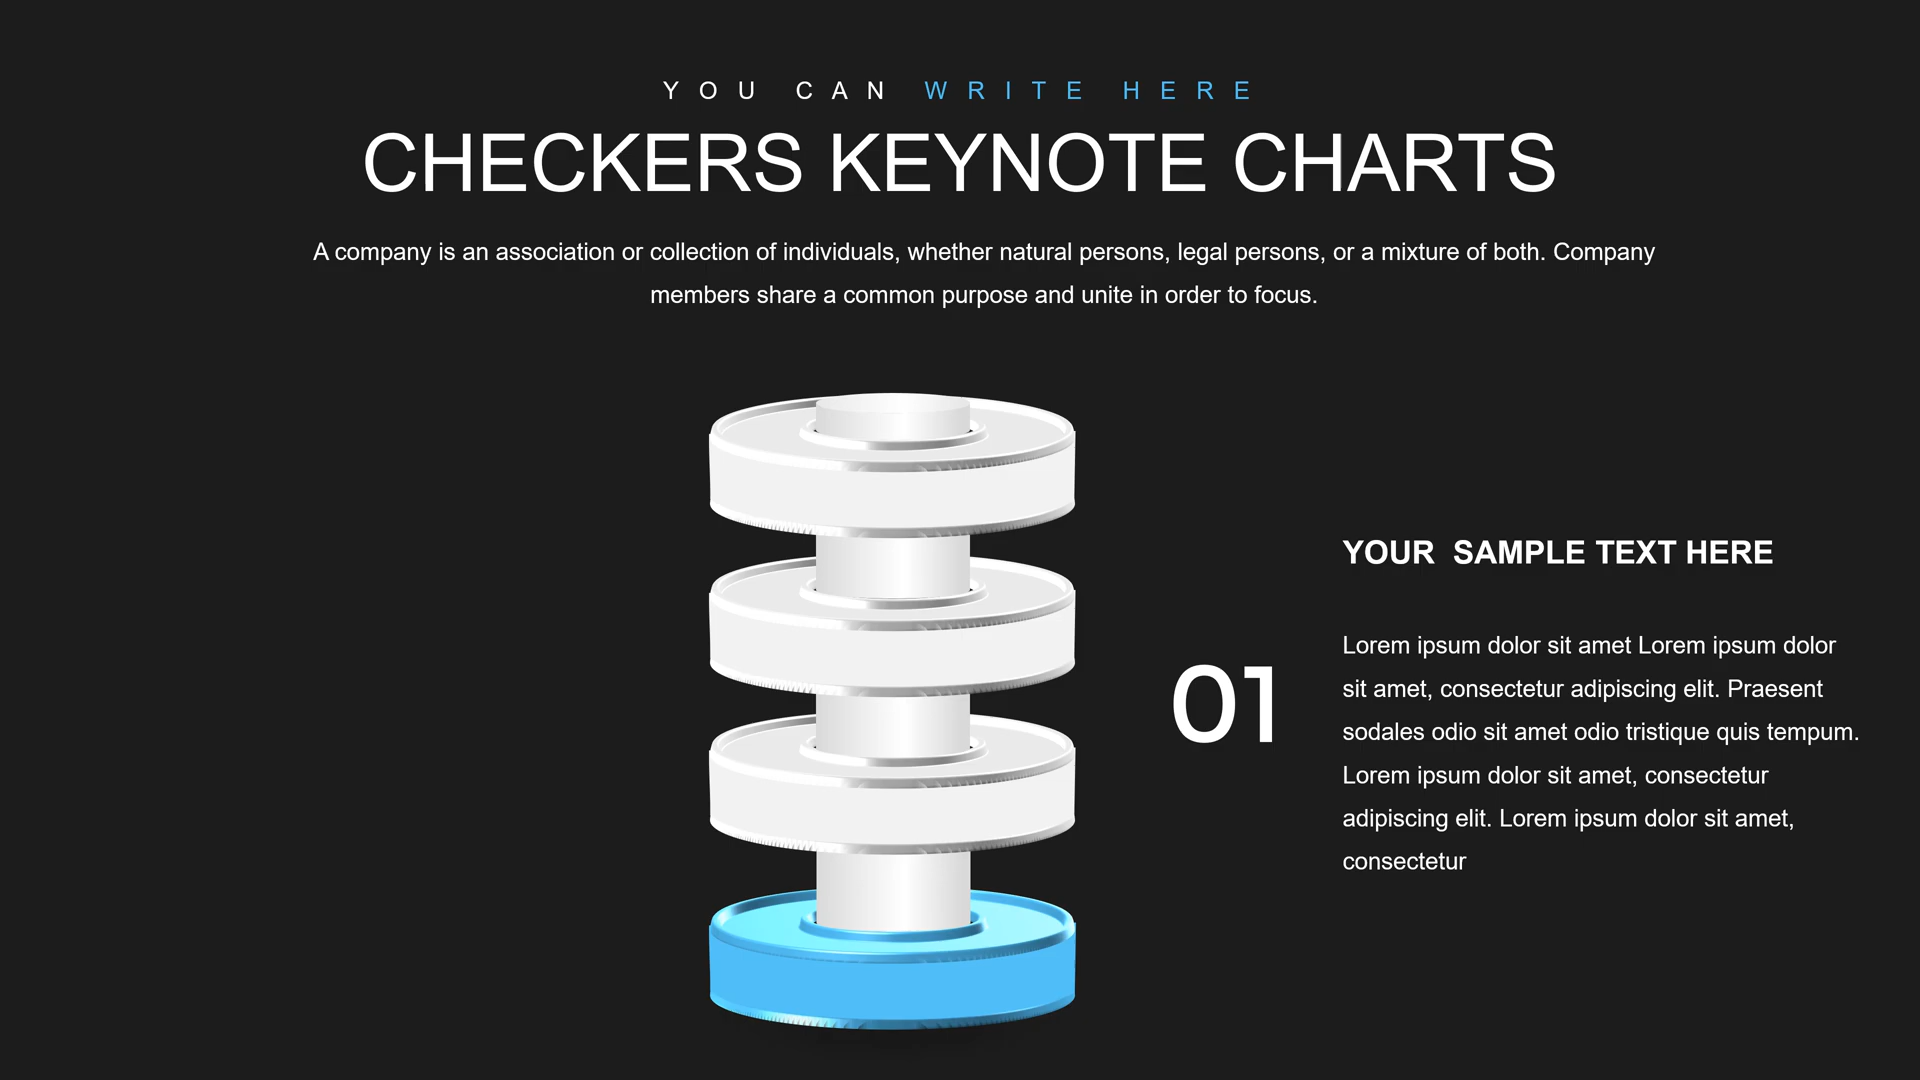 YOU CAN WRITE HERE
CHECKERS KEYNOTE CHARTS
A company is an association or collection of individuals, whether natural persons, legal persons, or a mixture of both. Company
members share a common purpose and unite in order to focus.
YOUR  SAMPLE TEXT HERE
01
Lorem ipsum dolor sit amet Lorem ipsum dolor
sit amet, consectetur adipiscing elit. Praesent
sodales odio sit amet odio tristique quis tempum.
Lorem ipsum dolor sit amet, consectetur
adipiscing elit. Lorem ipsum dolor sit amet,
consectetur